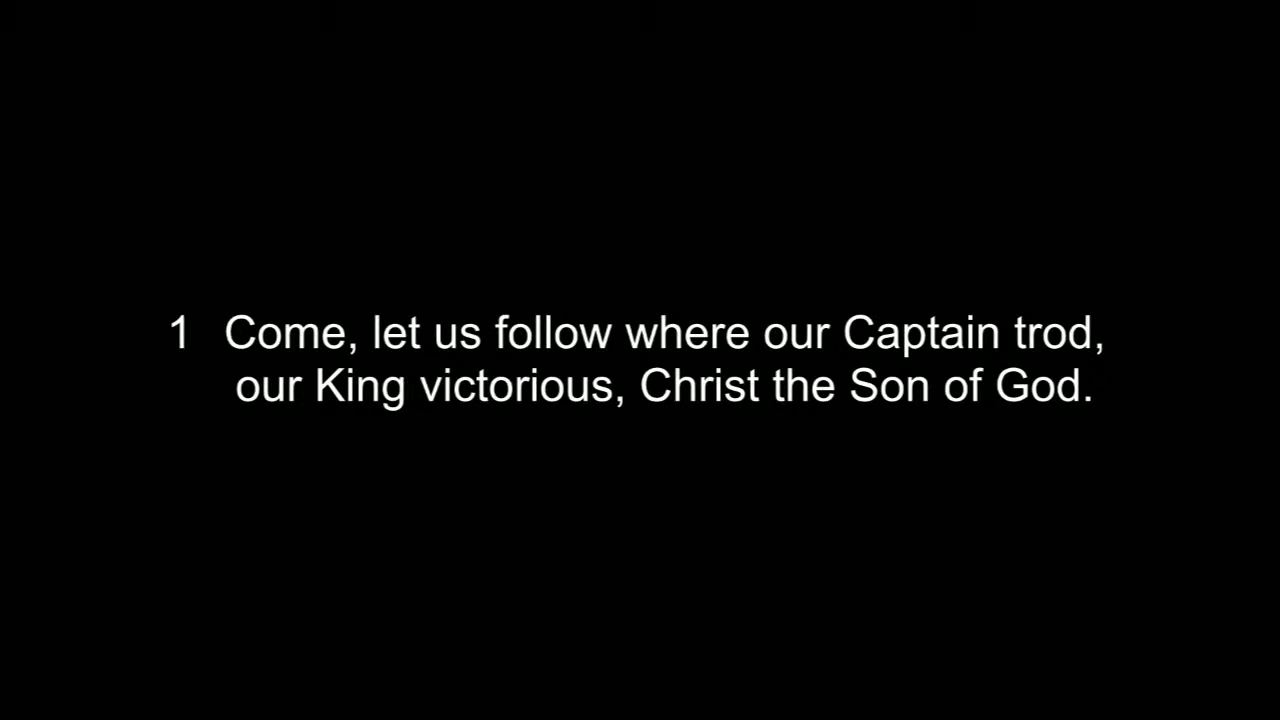 1 Come, let us follow where our Captain trod,
our King victorious, Christ the Son of God.